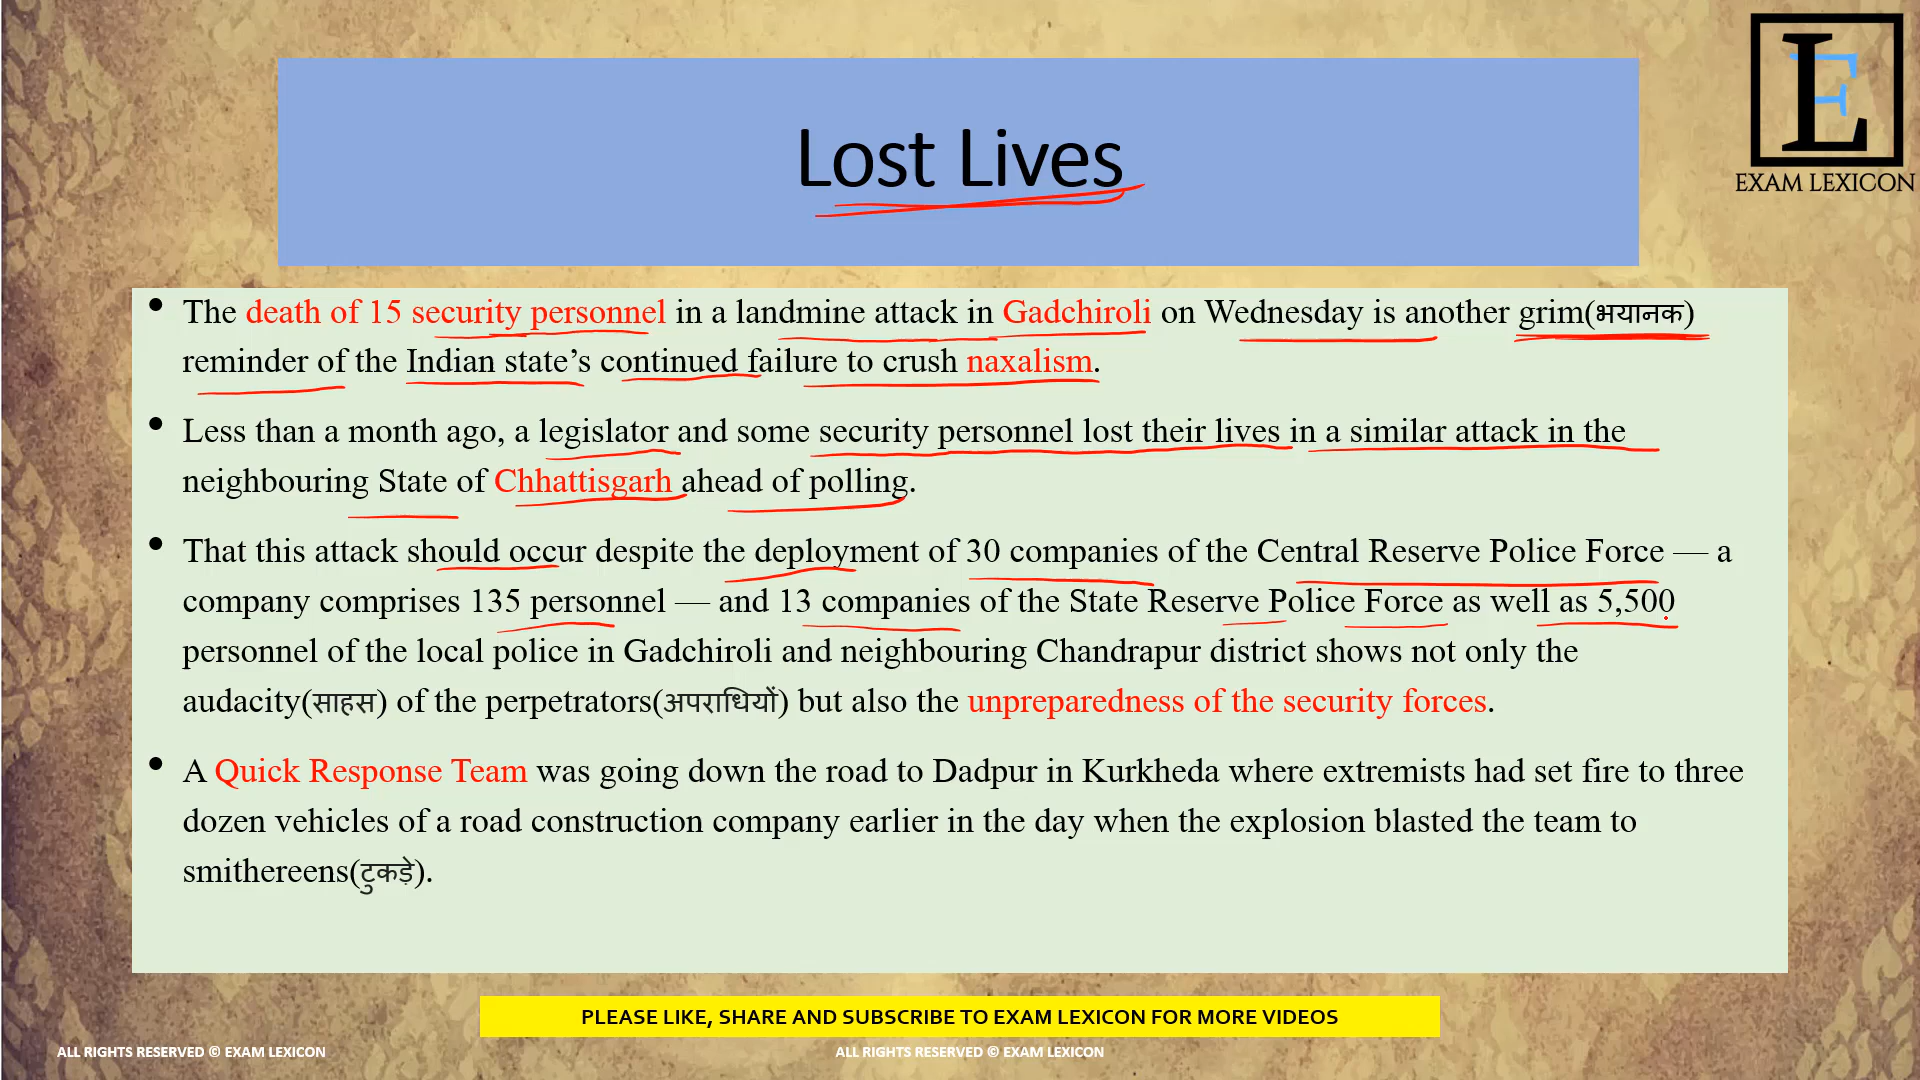 LE
EXAM LEXICON
Lost Lives
• The death of 15 security personnel in a landmine attack in Gadchiroli on Wednesday is another grim(भयानक)
reminder of the Indian state’s continued failure to crush naxalism.
• Less than a month ago, a legislator and some security personnel lost their lives in a similar attack in the
neighbouring State of Chhattisgarh ahead of polling.
• That this attack should occur despite the deployment of 30 companies of the Central Reserve Police Force — a
company comprises 135 personnel — and 13 companies of the State Reserve Police Force as well as 5,500
personnel of the local police in Gadchiroli and neighbouring Chandrapur district shows not only the
audacity(साहस) of the perpetrators(अपराधियों) but also the unpreparedness of the security forces.
• A Quick Response Team was going down the road to Dadpur in Kurkheda where extremists had set fire to three
dozen vehicles of a road construction company earlier in the day when the explosion blasted the team to
smithereens(टुकड़े).
PLEASE LIKE, SHARE AND SUBSCRIBE TO EXAM LEXICON FOR MORE VIDEOS
ALL RIGHTS RESERVED © EXAM LEXICON
ALL RIGHTS RESERVED © EXAM LEXICON